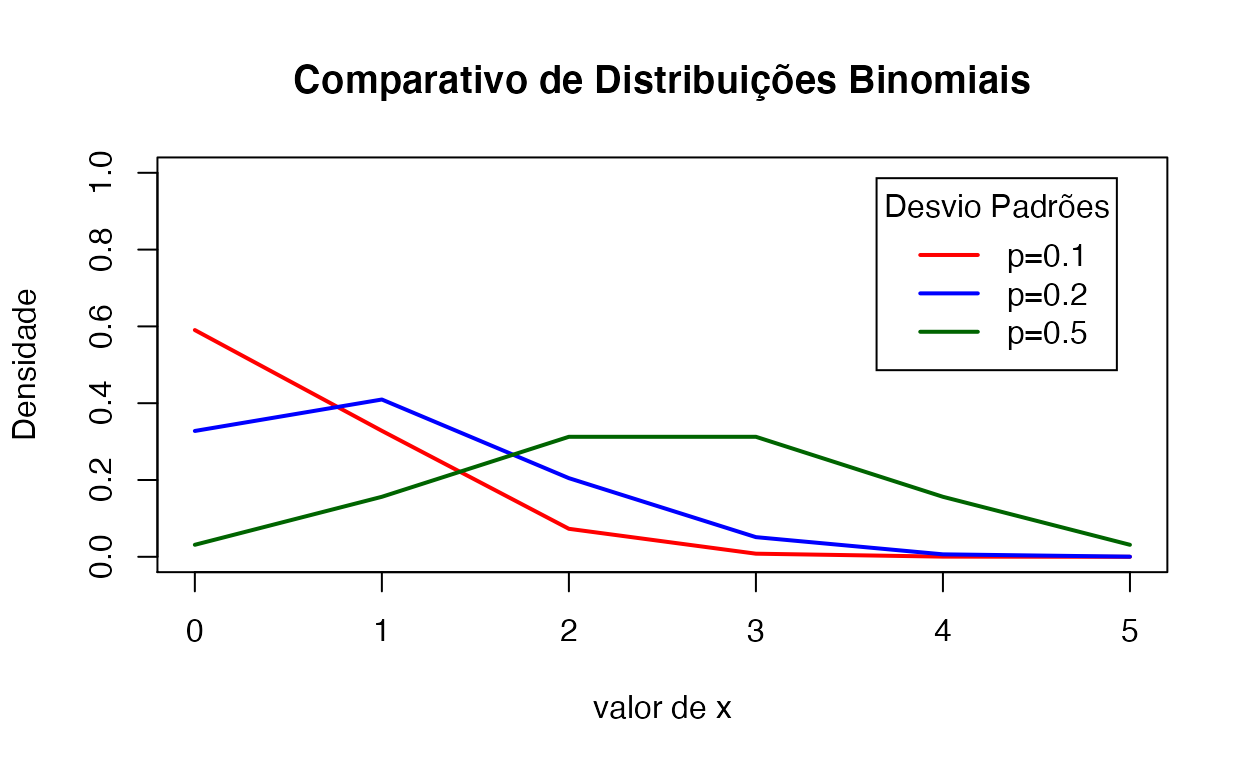 Comparativo de Distribuições Binomiais
Densidade
1.0
0.8
0.6
0.4
0.2
0.0
Desvio Padrões
p=0.1
p=0.2
p=0.5
0 1 2 3 4 5
valor de x